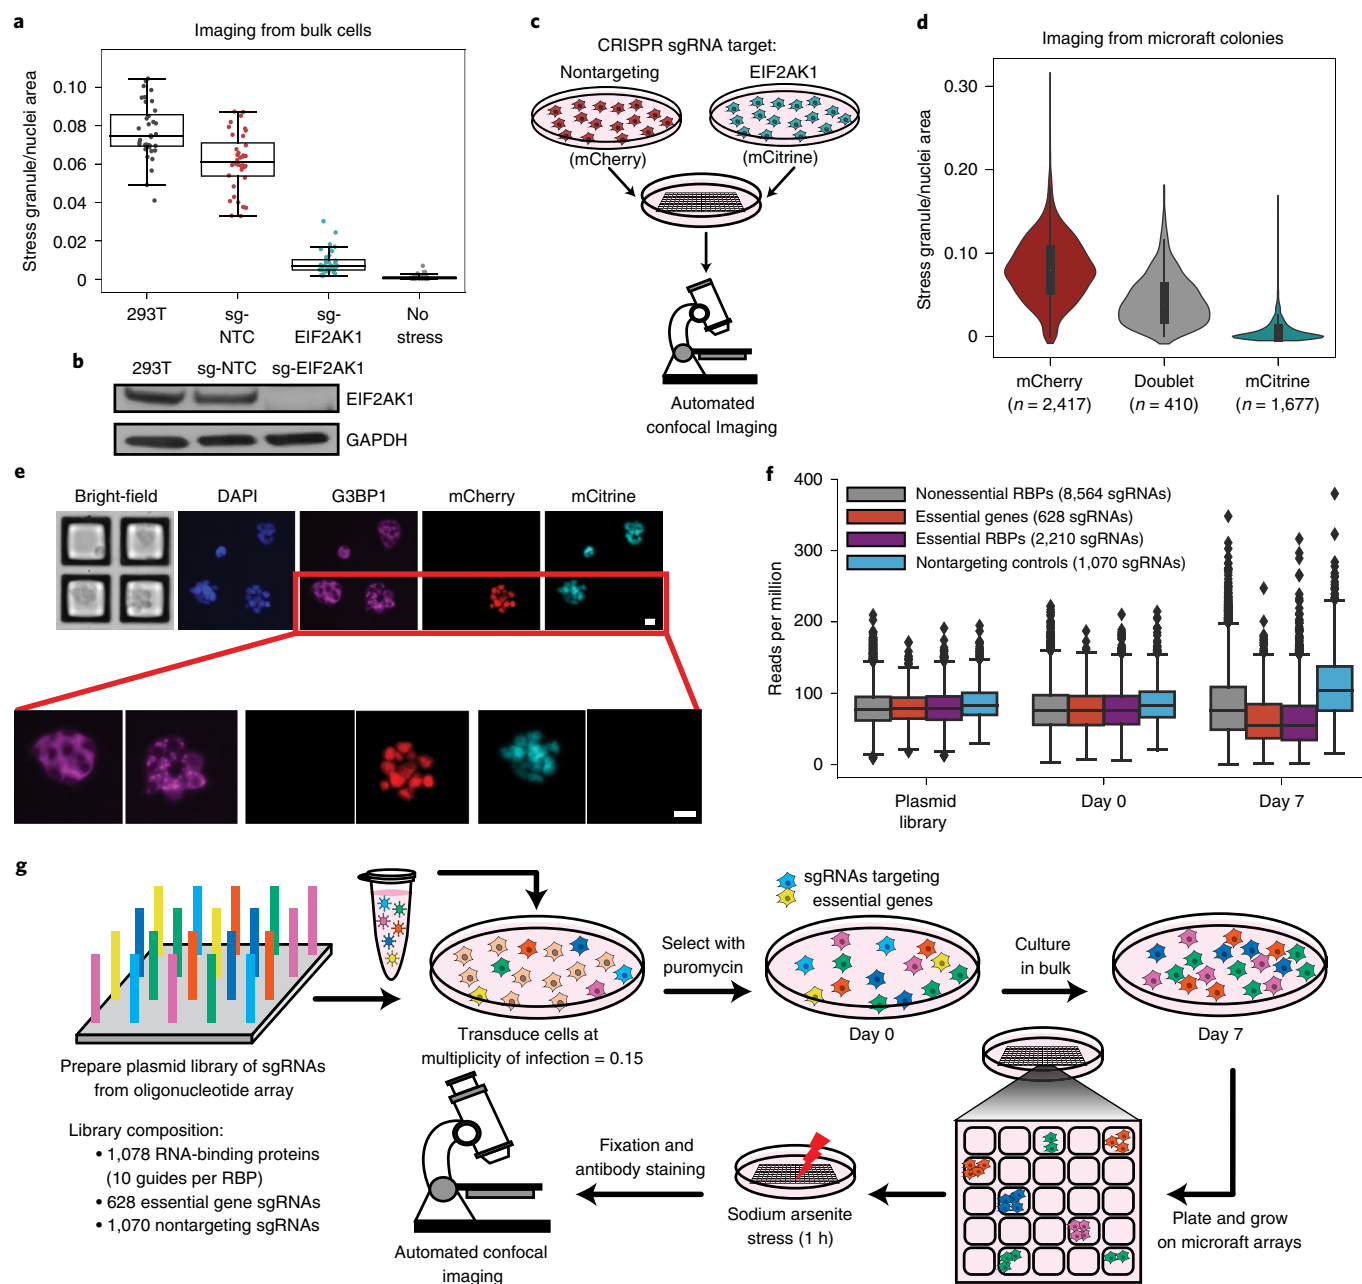 a
Imaging from bulk cells
Stress granule/nuclei area
0.10
0.08
0.06
0.04
0.02
0
293T
sg-
NTC
sg-
EIF2AK1
No
stress
b
293T sg-NTC sg-EIF2AK1
EIF2AK1
GAPDH
c
CRISPR sgRNA target:
Nontargeting
EIF2AK1
(mCherry)
(mCitrine)
Automated
confocal Imaging
d
Imaging from microraft colonies
Stress granule/nuclei area
0.30
0.20
0.10
0
mCherry
(n = 2,417)
Doublet
(n = 410)
mCitrine
(n = 1,677)
e
Bright-field
DAPI
G3BP1
mCherry
mCitrine
f
Reads per million
400
300
200
100
0
Nonessential RBPs (8,564 sgRNAs)
Essential genes (628 sgRNAs)
Essential RBPs (2,210 sgRNAs)
Nontargeting controls (1,070 sgRNAs)
Plasmid
library
Day 0
Day 7
g
Prepare plasmid library of sgRNAs
from oligonucleotide array
Library composition:
• 1,078 RNA-binding proteins
(10 guides per RBP)
• 628 essential gene sgRNAs
• 1,070 nontargeting sgRNAs
Transduce cells at
multiplicity of infection = 0.15
Select with
puromycin
sgRNAs targeting
essential genes
Day 0
Culture
in bulk
Day 7
Plate and grow
on microraft arrays
Sodium arsenite
stress (1 h)
Fixation and
antibody staining
Automated confocal
imaging